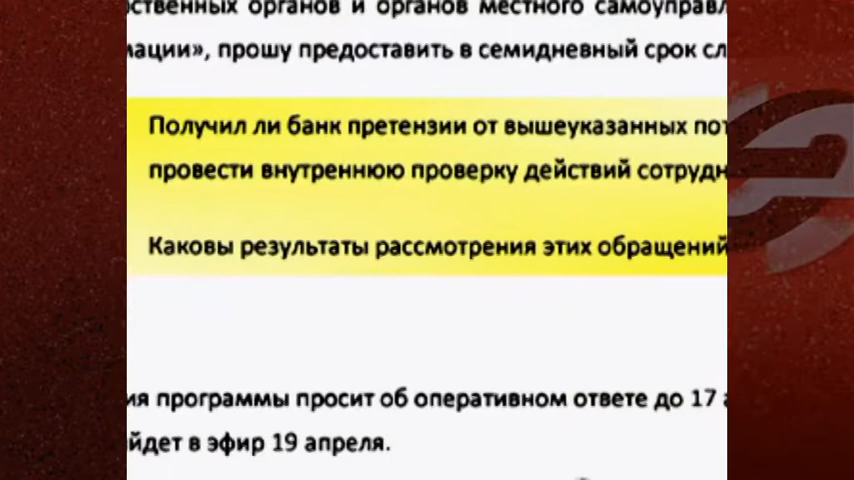 рственных органов и органов местного самоуправл
мации», прошу предоставить в семидневный срок сл
Получил ли банк претензии от вышеуказанных пот
провести внутреннюю проверку действий сотрудн
Каковы результаты рассмотрения этих обращений
ия программы просит об оперативном ответе до 17 а
йдет в эфир 19 апреля.